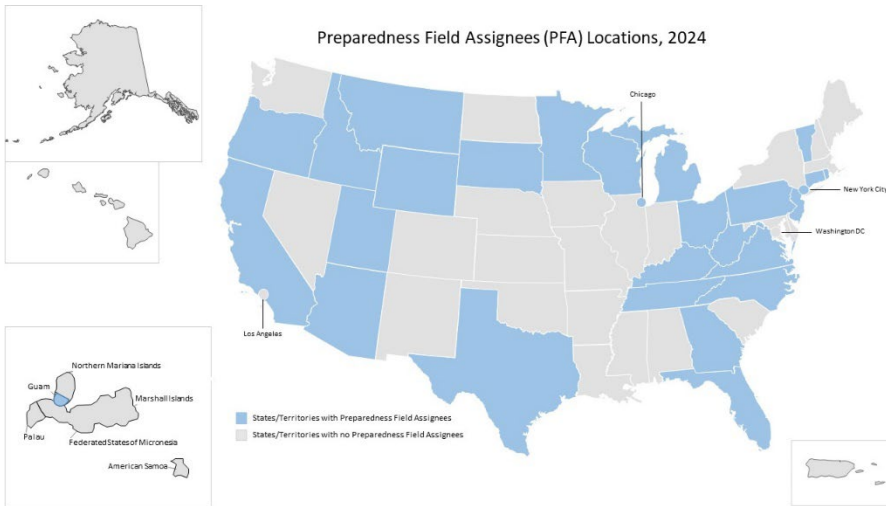 Preparedness Field Assignees (PFA) Locations, 2024
Chicago
New York City
Washington DC
Los Angeles
Northern Mariana Islands
Guam
Marshall Islands
Palau
Federated States of Micronesia
American Samoa
States/Territories with Preparedness Field Assignees
States/Territories with no Preparedness Field Assignees